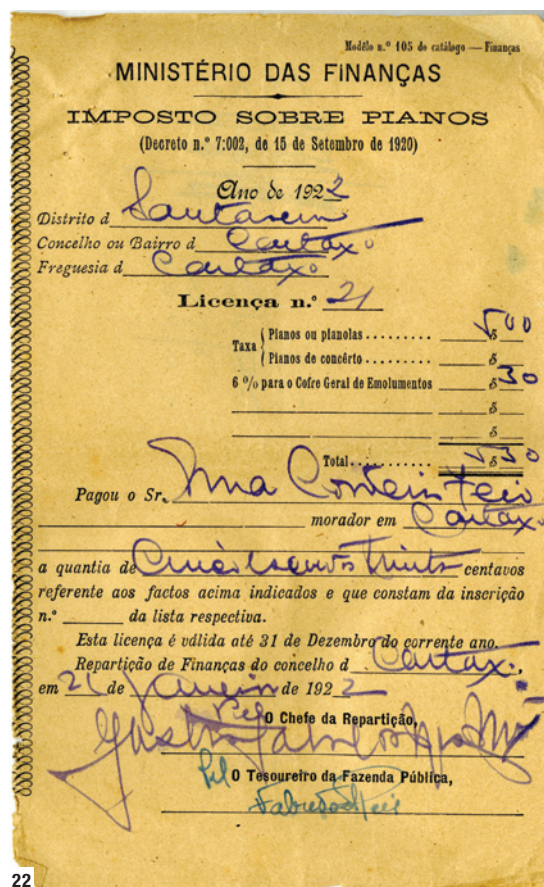 Modêlo n.º 105 do catálogo — Finanças
MINISTÉRIO DAS FINANÇAS
IMPOSTO SOBRE PIANOS
(Decreto n.º 7:002, de 15 de Setembro de 1920)
Ano de 1922
Distrito d Santarem
Concelho ou Bairro d Cartaxo
Freguesia d Cartaxo
Licença n.º 21
Taxa { Pianos ou pianolas ......... 5$00
Pianos de concêrto ......... $
6 % para o Cofre Geral de Emolumentos $30
$
$
Total ........... 5$30
Pagou o Sr. Feio
morador em Cartaxo
a quantia de Cinco escudos trinta centavos
referente aos factos acima indicados e que constam da inscrição
n.º da lista respectiva.
Esta licença é válida até 31 de Dezembro do corrente ano.
Repartição de Finanças do concelho d Cartaxo,
em 21 de Janeiro de 1922
O Chefe da Repartição,
O Tesoureiro da Fazenda Pública,
22